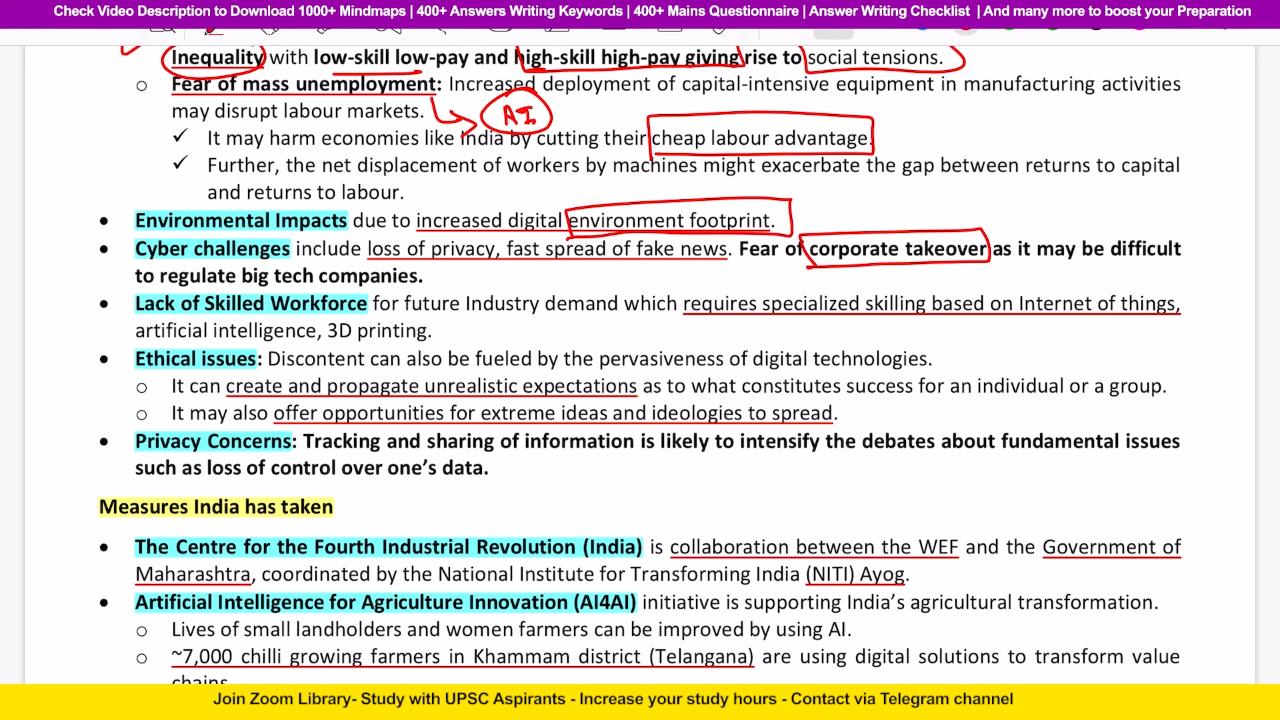 Check Video Description to Download 1000+ Mindmaps | 400+ Answers Writing Keywords | 400+ Mains Questionnaire | Answer Writing Checklist | And many more to boost your Preparation
Inequality with low-skill low-pay and high-skill high-pay giving rise to social tensions.
o Fear of mass unemployment: Increased deployment of capital-intensive equipment in manufacturing activities
may disrupt labour markets.
AI
✓ It may harm economies like India by cutting their cheap labour advantage.
✓ Further, the net displacement of workers by machines might exacerbate the gap between returns to capital
and returns to labour.
• Environmental Impacts due to increased digital environment footprint.
• Cyber challenges include loss of privacy, fast spread of fake news. Fear of corporate takeover as it may be difficult
to regulate big tech companies.
• Lack of Skilled Workforce for future Industry demand which requires specialized skilling based on Internet of things,
artificial intelligence, 3D printing.
• Ethical issues: Discontent can also be fueled by the pervasiveness of digital technologies.
o It can create and propagate unrealistic expectations as to what constitutes success for an individual or a group.
o It may also offer opportunities for extreme ideas and ideologies to spread.
• Privacy Concerns: Tracking and sharing of information is likely to intensify the debates about fundamental issues
such as loss of control over one's data.
Measures India has taken
• The Centre for the Fourth Industrial Revolution (India) is collaboration between the WEF and the Government of
Maharashtra, coordinated by the National Institute for Transforming India (NITI) Ayog.
• Artificial Intelligence for Agriculture Innovation (AI4AI) initiative is supporting India's agricultural transformation.
o Lives of small landholders and women farmers can be improved by using AI.
o ~7,000 chilli growing farmers in Khammam district (Telangana) are using digital solutions to transform value
chains.
Join Zoom Library- Study with UPSC Aspirants - Increase your study hours - Contact via Telegram channel